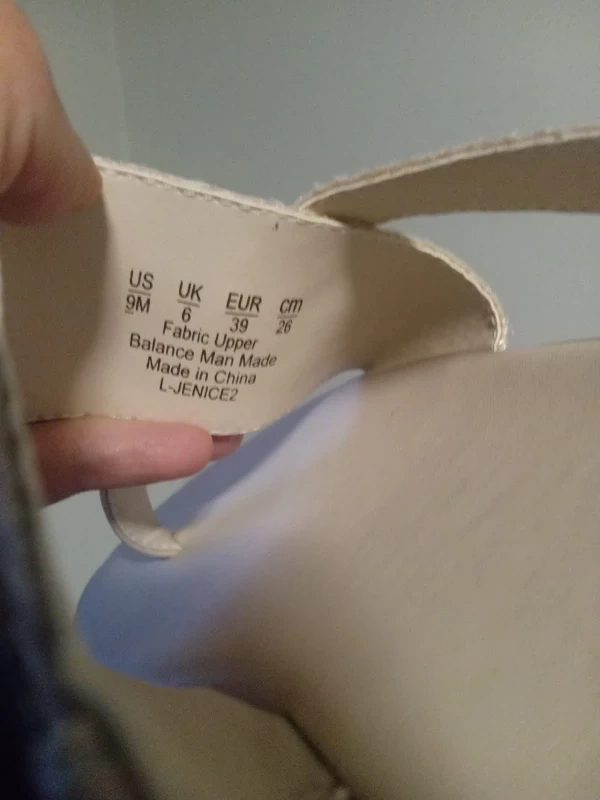 US UK EUR cm
9M 6 39 26
Fabric Upper
Balance Man Made
Made in China
L-JENICE2